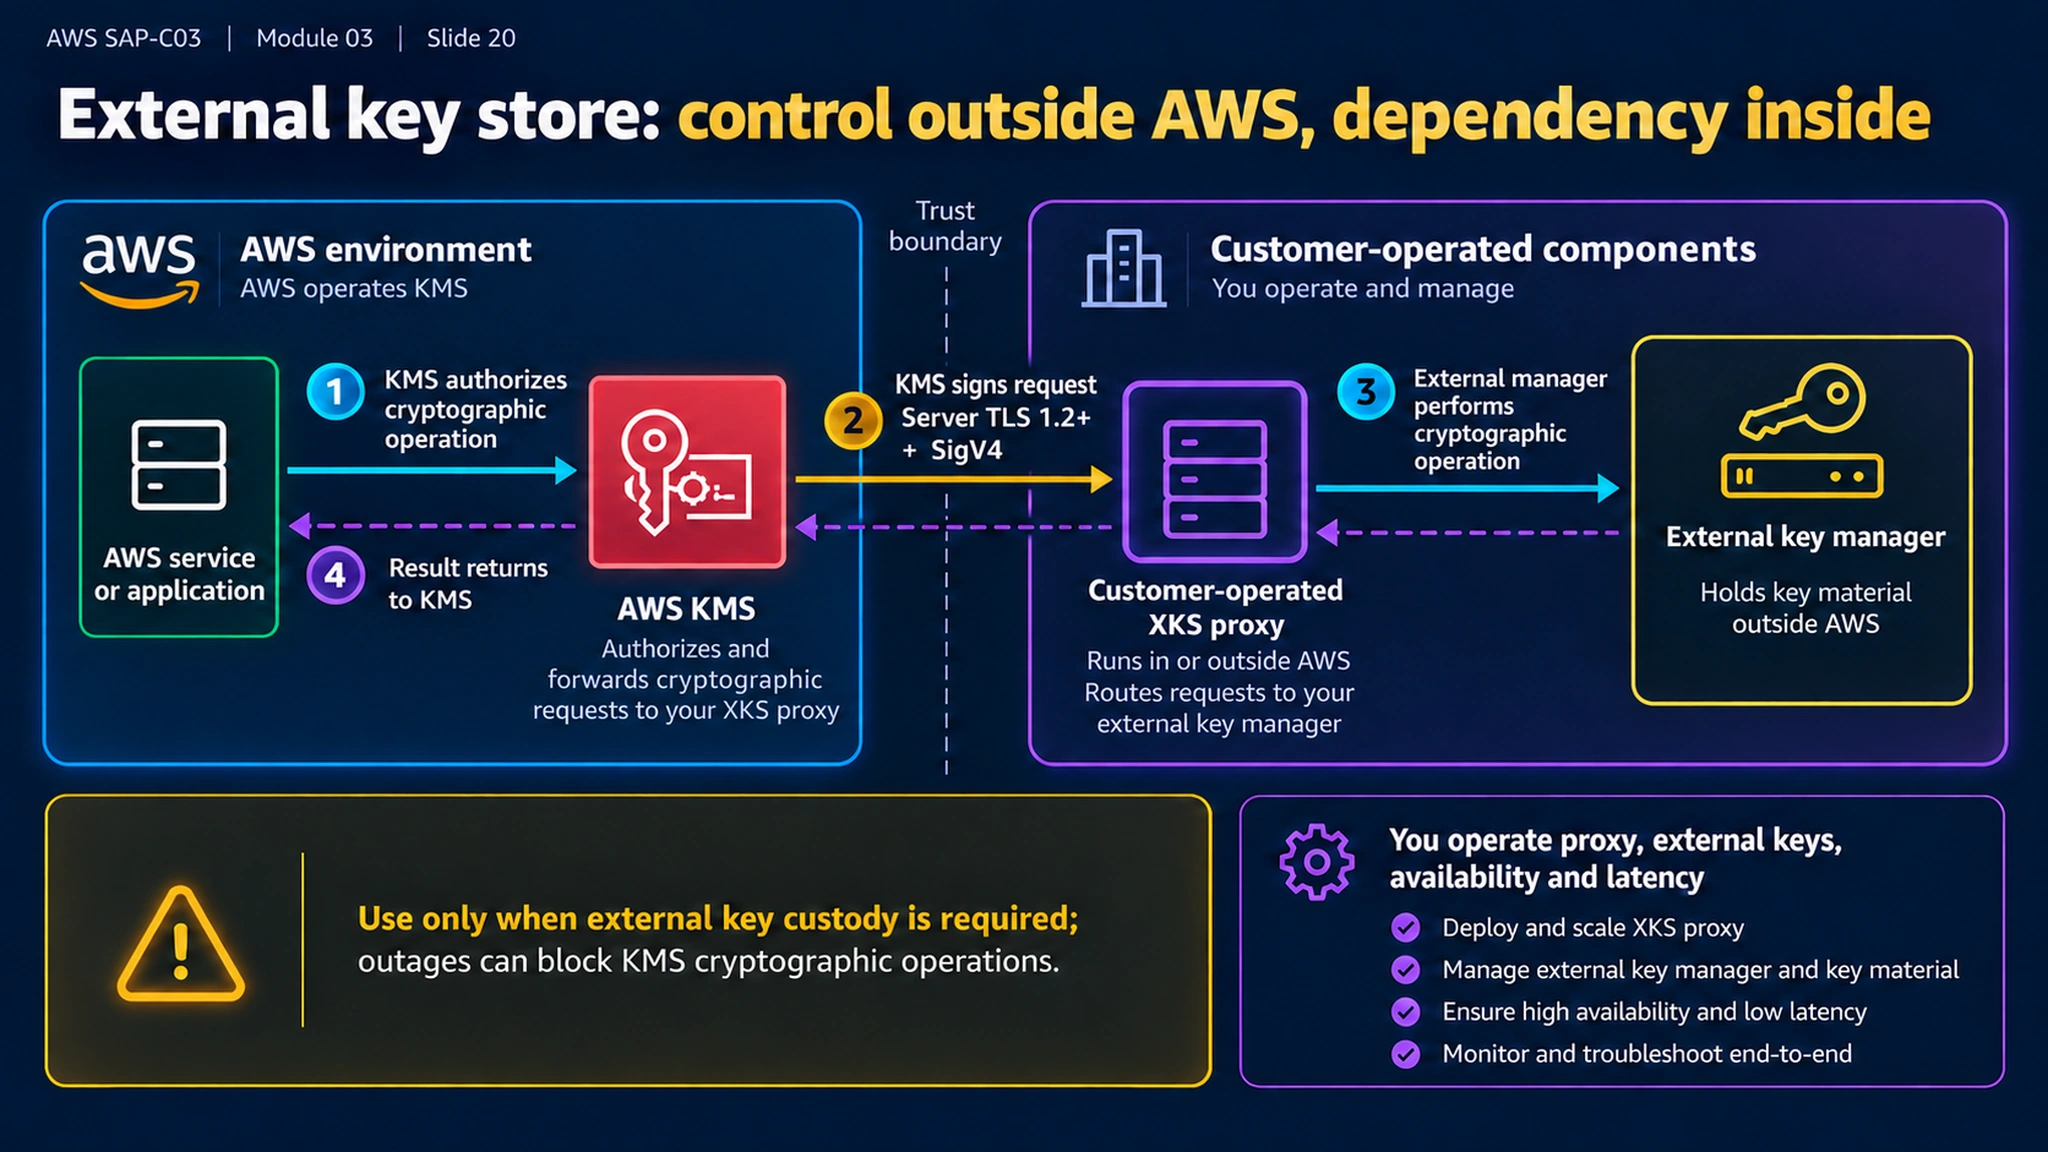 AWS SAP-C03 | Module 03 | Slide 20
External key store: control outside AWS, dependency inside
aws
AWS environment
AWS operates KMS
Trust
boundary
Customer-operated components
You operate and manage
1
KMS authorizes
cryptographic
operation
2
KMS signs request
Server TLS 1.2+
+ SigV4
3
External manager
performs
cryptographic
operation
AWS service
or application
4
Result returns
to KMS
AWS KMS
Authorizes and
forwards cryptographic
requests to your XKS proxy
Customer-operated
XKS proxy
Runs in or outside AWS
Routes requests to your
external key manager
External key manager
Holds key material
outside AWS
Use only when external key custody is required;
outages can block KMS cryptographic operations.
You operate proxy, external keys,
availability and latency
Deploy and scale XKS proxy
Manage external key manager and key material
Ensure high availability and low latency
Monitor and troubleshoot end-to-end